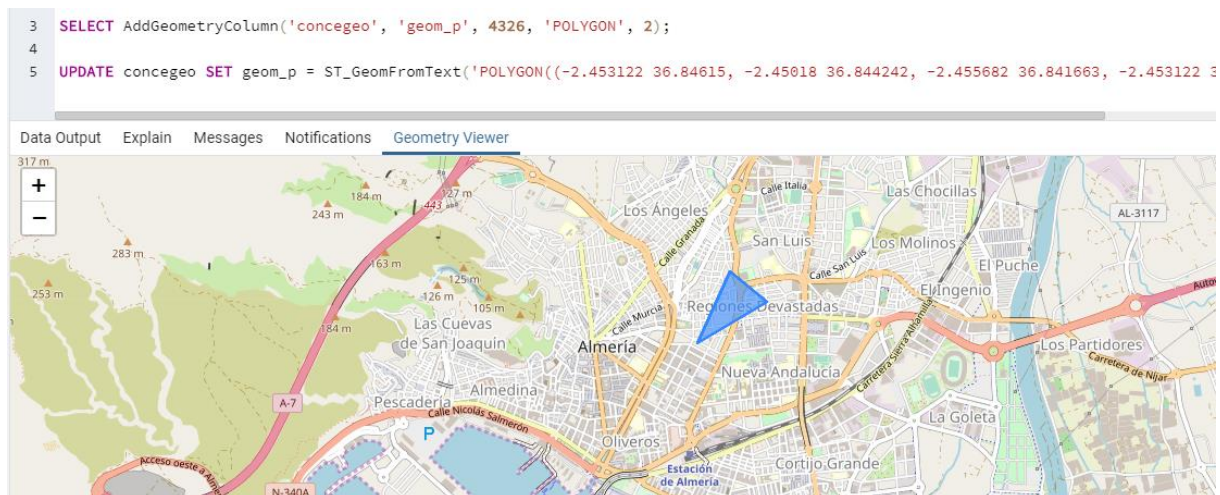 3 SELECT AddGeometryColumn('concegeo', 'geom_p', 4326, 'POLYGON', 2);
4
5 UPDATE concegeo SET geom_p = ST_GeomFromText('POLYGON((-2.453122 36.84615, -2.45018 36.844242, -2.455682 36.841663, -2.453122 3
Data Output Explain Messages Notifications Geometry Viewer
317 m
+
−
184 m
127 m
443
243 m
Los Ángeles
Calle Granada
Calle Italia
Las Chocillas
AL-3117
283 m
163 m
San Luis
Los Molinos
Calle San Luis
El Puche
253 m
125 m
126 m
105 m
Regiones Devastadas
El Ingenio
Autov
184 m
Las Cuevas
de San Joaquín
Calle Murcia
Almería
Carretera Sierra Alhamilla
Los Partidores
Carretera de Níjar
Almedina
Nueva Andalucía
A-7
Pescadería
Calle Nicolás Salmerón
La Goleta
P
Oliveros
Acceso oeste a Alme
Estación
de Almería
Cortijo Grande
N-340A